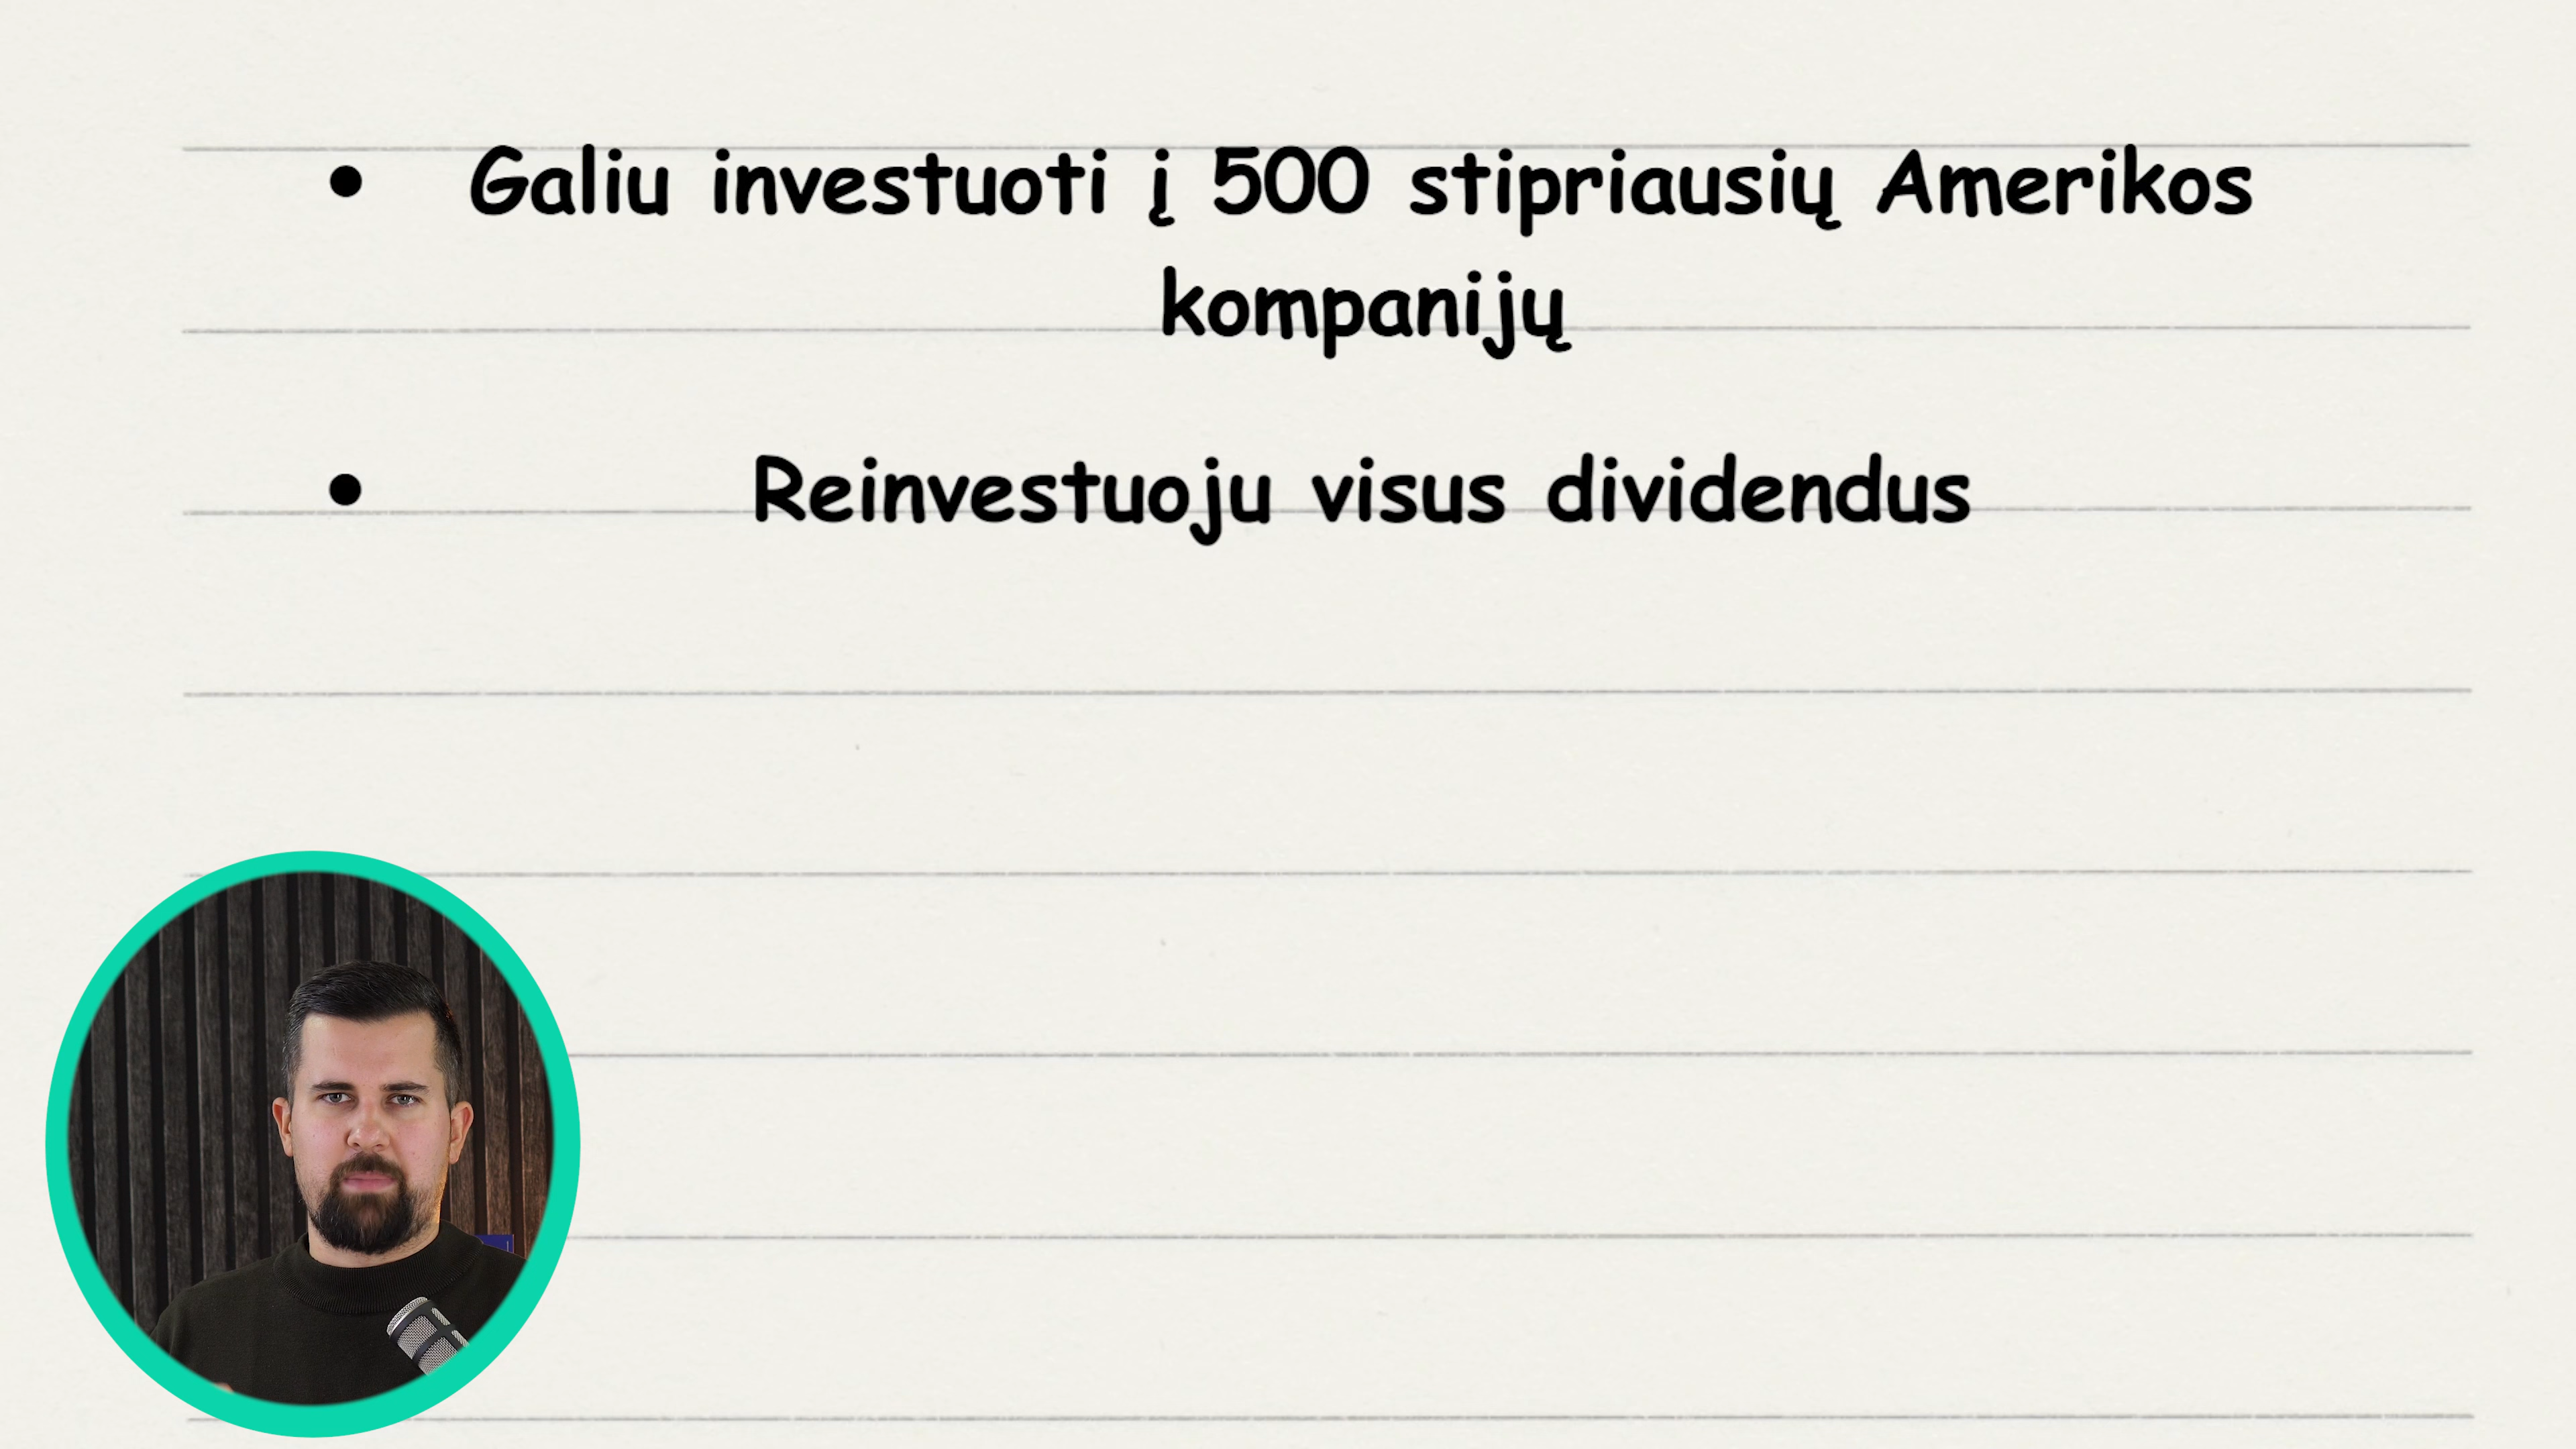 • Galiu investuoti į 500 stipriausių Amerikos
kompanijų
• Reinvestuoju visus dividendus